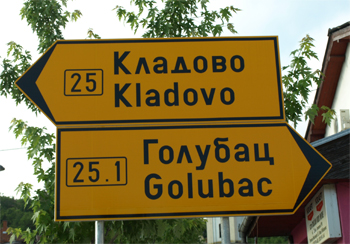 25
Кладово
Kladovo
25.1
Голубац
Golubac